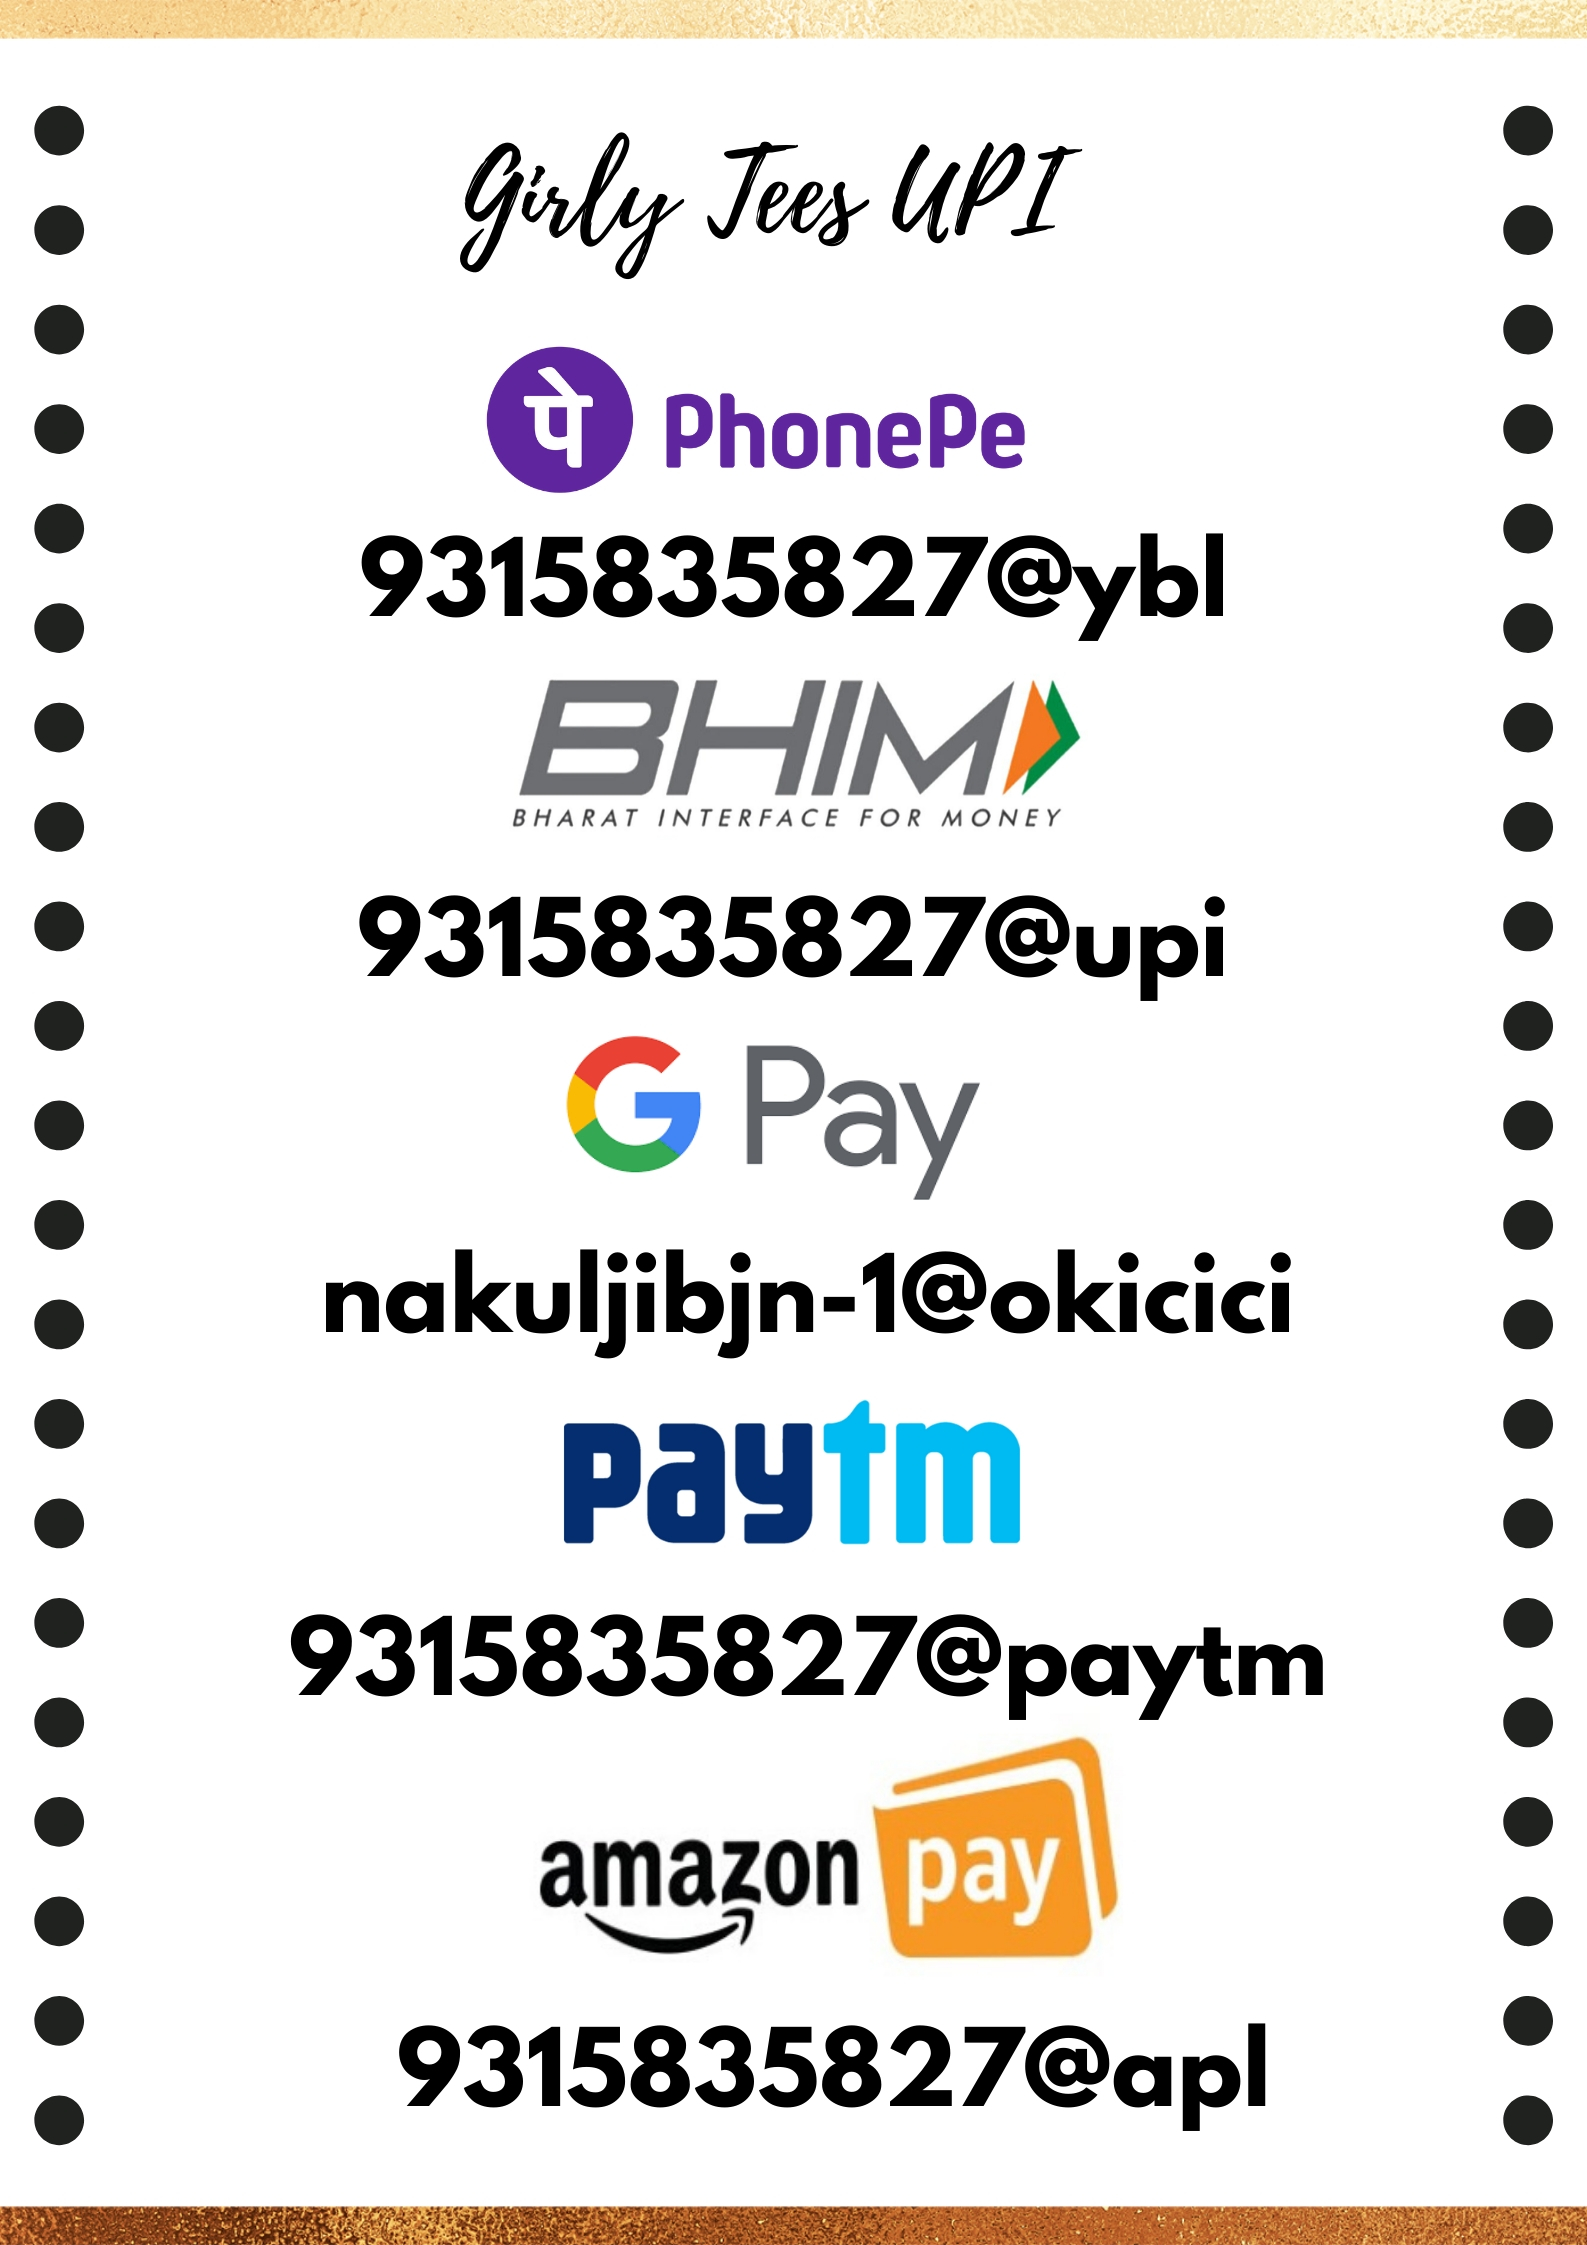 Girly Tees UPI
पे PhonePe
9315835827@ybl
BHIM
BHARAT INTERFACE FOR MONEY
9315835827@upi
G Pay
nakuljibjn-1@okicici
paytm
9315835827@paytm
amazon pay
9315835827@apl